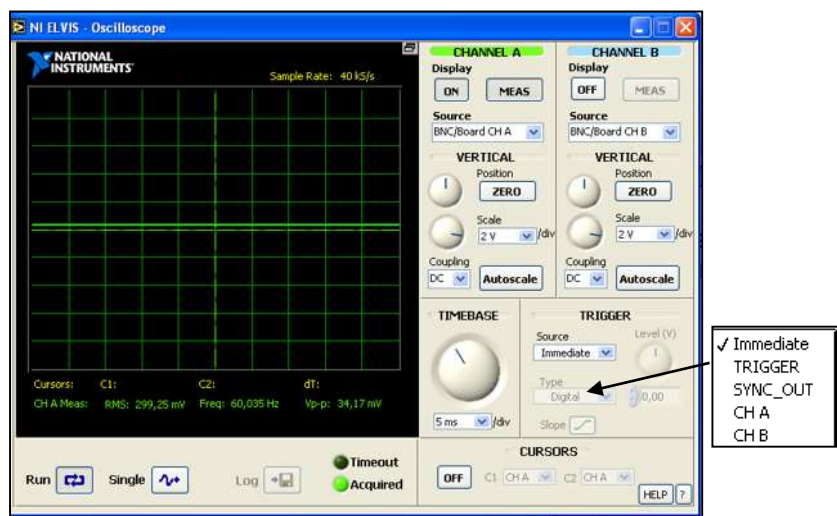 NI ELVIS - Oscilloscope
NATIONAL
INSTRUMENTS
Sample Rate: 40 kS/s
Cursors: C1: C2: dT:
CH A Meas: RMS: 299,25 mV Freq: 60,035 Hz Vp-p: 34,17 mV
Run Single Log
Timeout
Acquired
CHANNEL A
Display
ON MEAS
Source
BNC/Board CH A
VERTICAL
Position
ZERO
Scale
2 V /div
Coupling
DC Autoscale
CHANNEL B
Display
OFF MEAS
Source
BNC/Board CH B
VERTICAL
Position
ZERO
Scale
2 V /div
Coupling
DC Autoscale
TIMEBASE
5 ms /div
TRIGGER
Source Level (V)
Immediate
Type
Digital 0,00
Slope
CURSORS
OFF C1 CH A C2 CH A
HELP ?
✓ Immediate
TRIGGER
SYNC_OUT
CH A
CH B